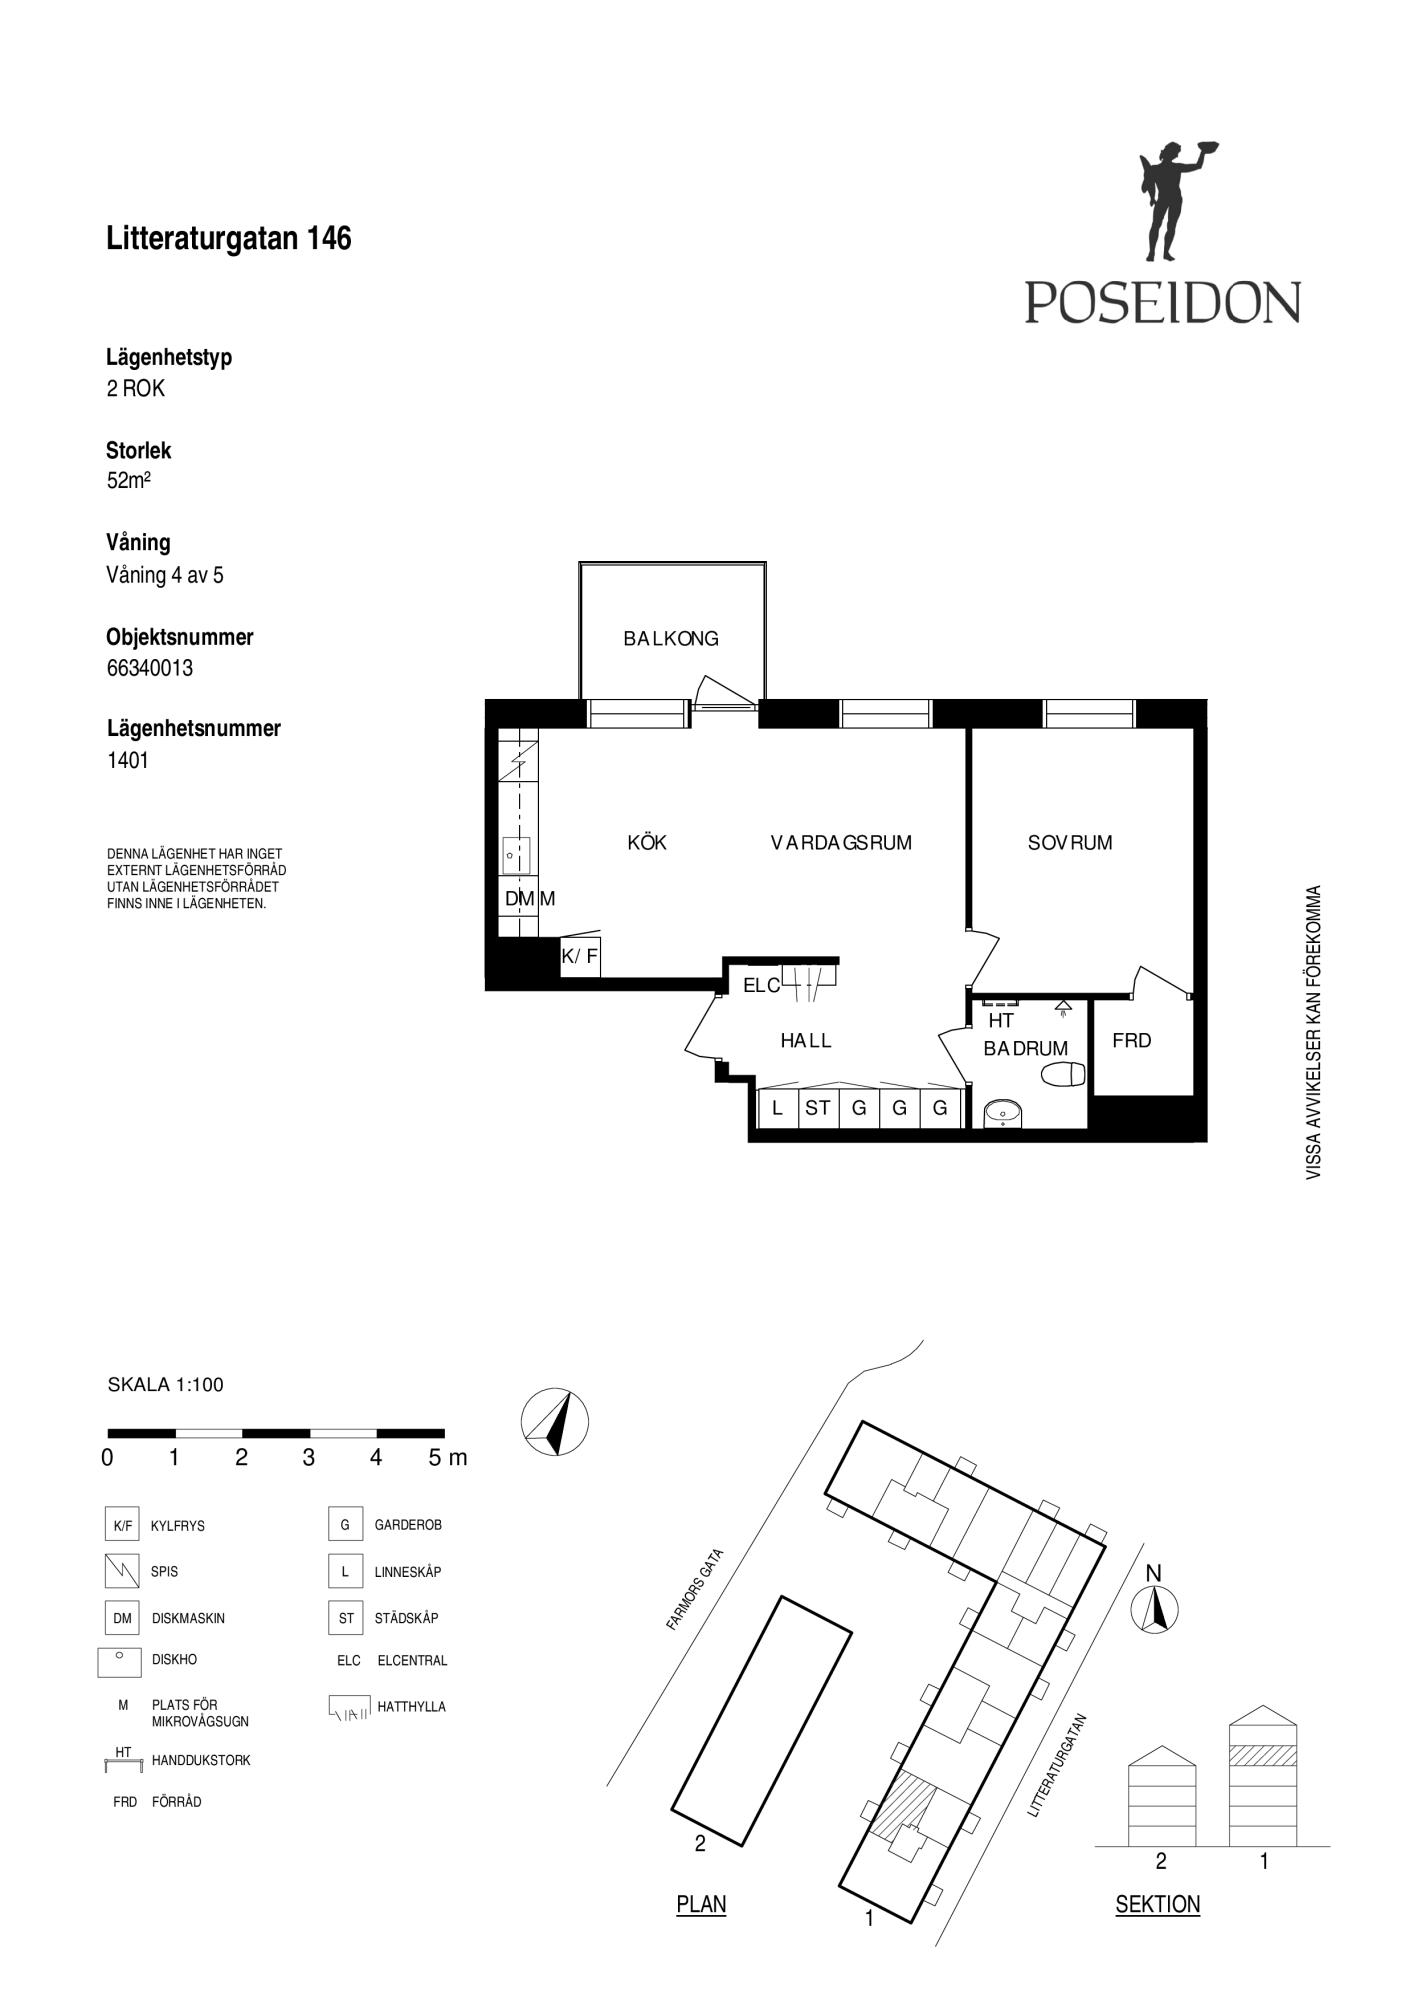 POSEIDON
Litteraturgatan 146
Lägenhetstyp
2 ROK
Storlek
52m²
Våning
Våning 4 av 5
Objektsnummer
66340013
Lägenhetsnummer
1401
DENNA LÄGENHET HAR INGET
EXTERNT LÄGENHETSFÖRRÅD
UTAN LÄGENHETSFÖRRÅDET
FINNS INNE I LÄGENHETEN.
BALKONG
KÖK
VARDAGSRUM
SOVRUM
DM M
K/F
ELC
HALL
HT
BADRUM
FRD
L
ST
G
G
G
VISSA AVVIKELSER KAN FÖREKOMMA
SKALA 1:100
0 1 2 3 4 5 m
K/F KYLFRYS
SPIS
DM DISKMASKIN
DISKHO
M PLATS FÖR
MIKROVÅGSUGN
HT HANDDUKSTORK
FRD FÖRRÅD
G GARDEROB
L LINNESKÅP
ST STÄDSKÅP
ELC ELCENTRAL
HATTHYLLA
FARMORS GATA
LITTERATURGATAN
N
2
1
PLAN
2
1
SEKTION